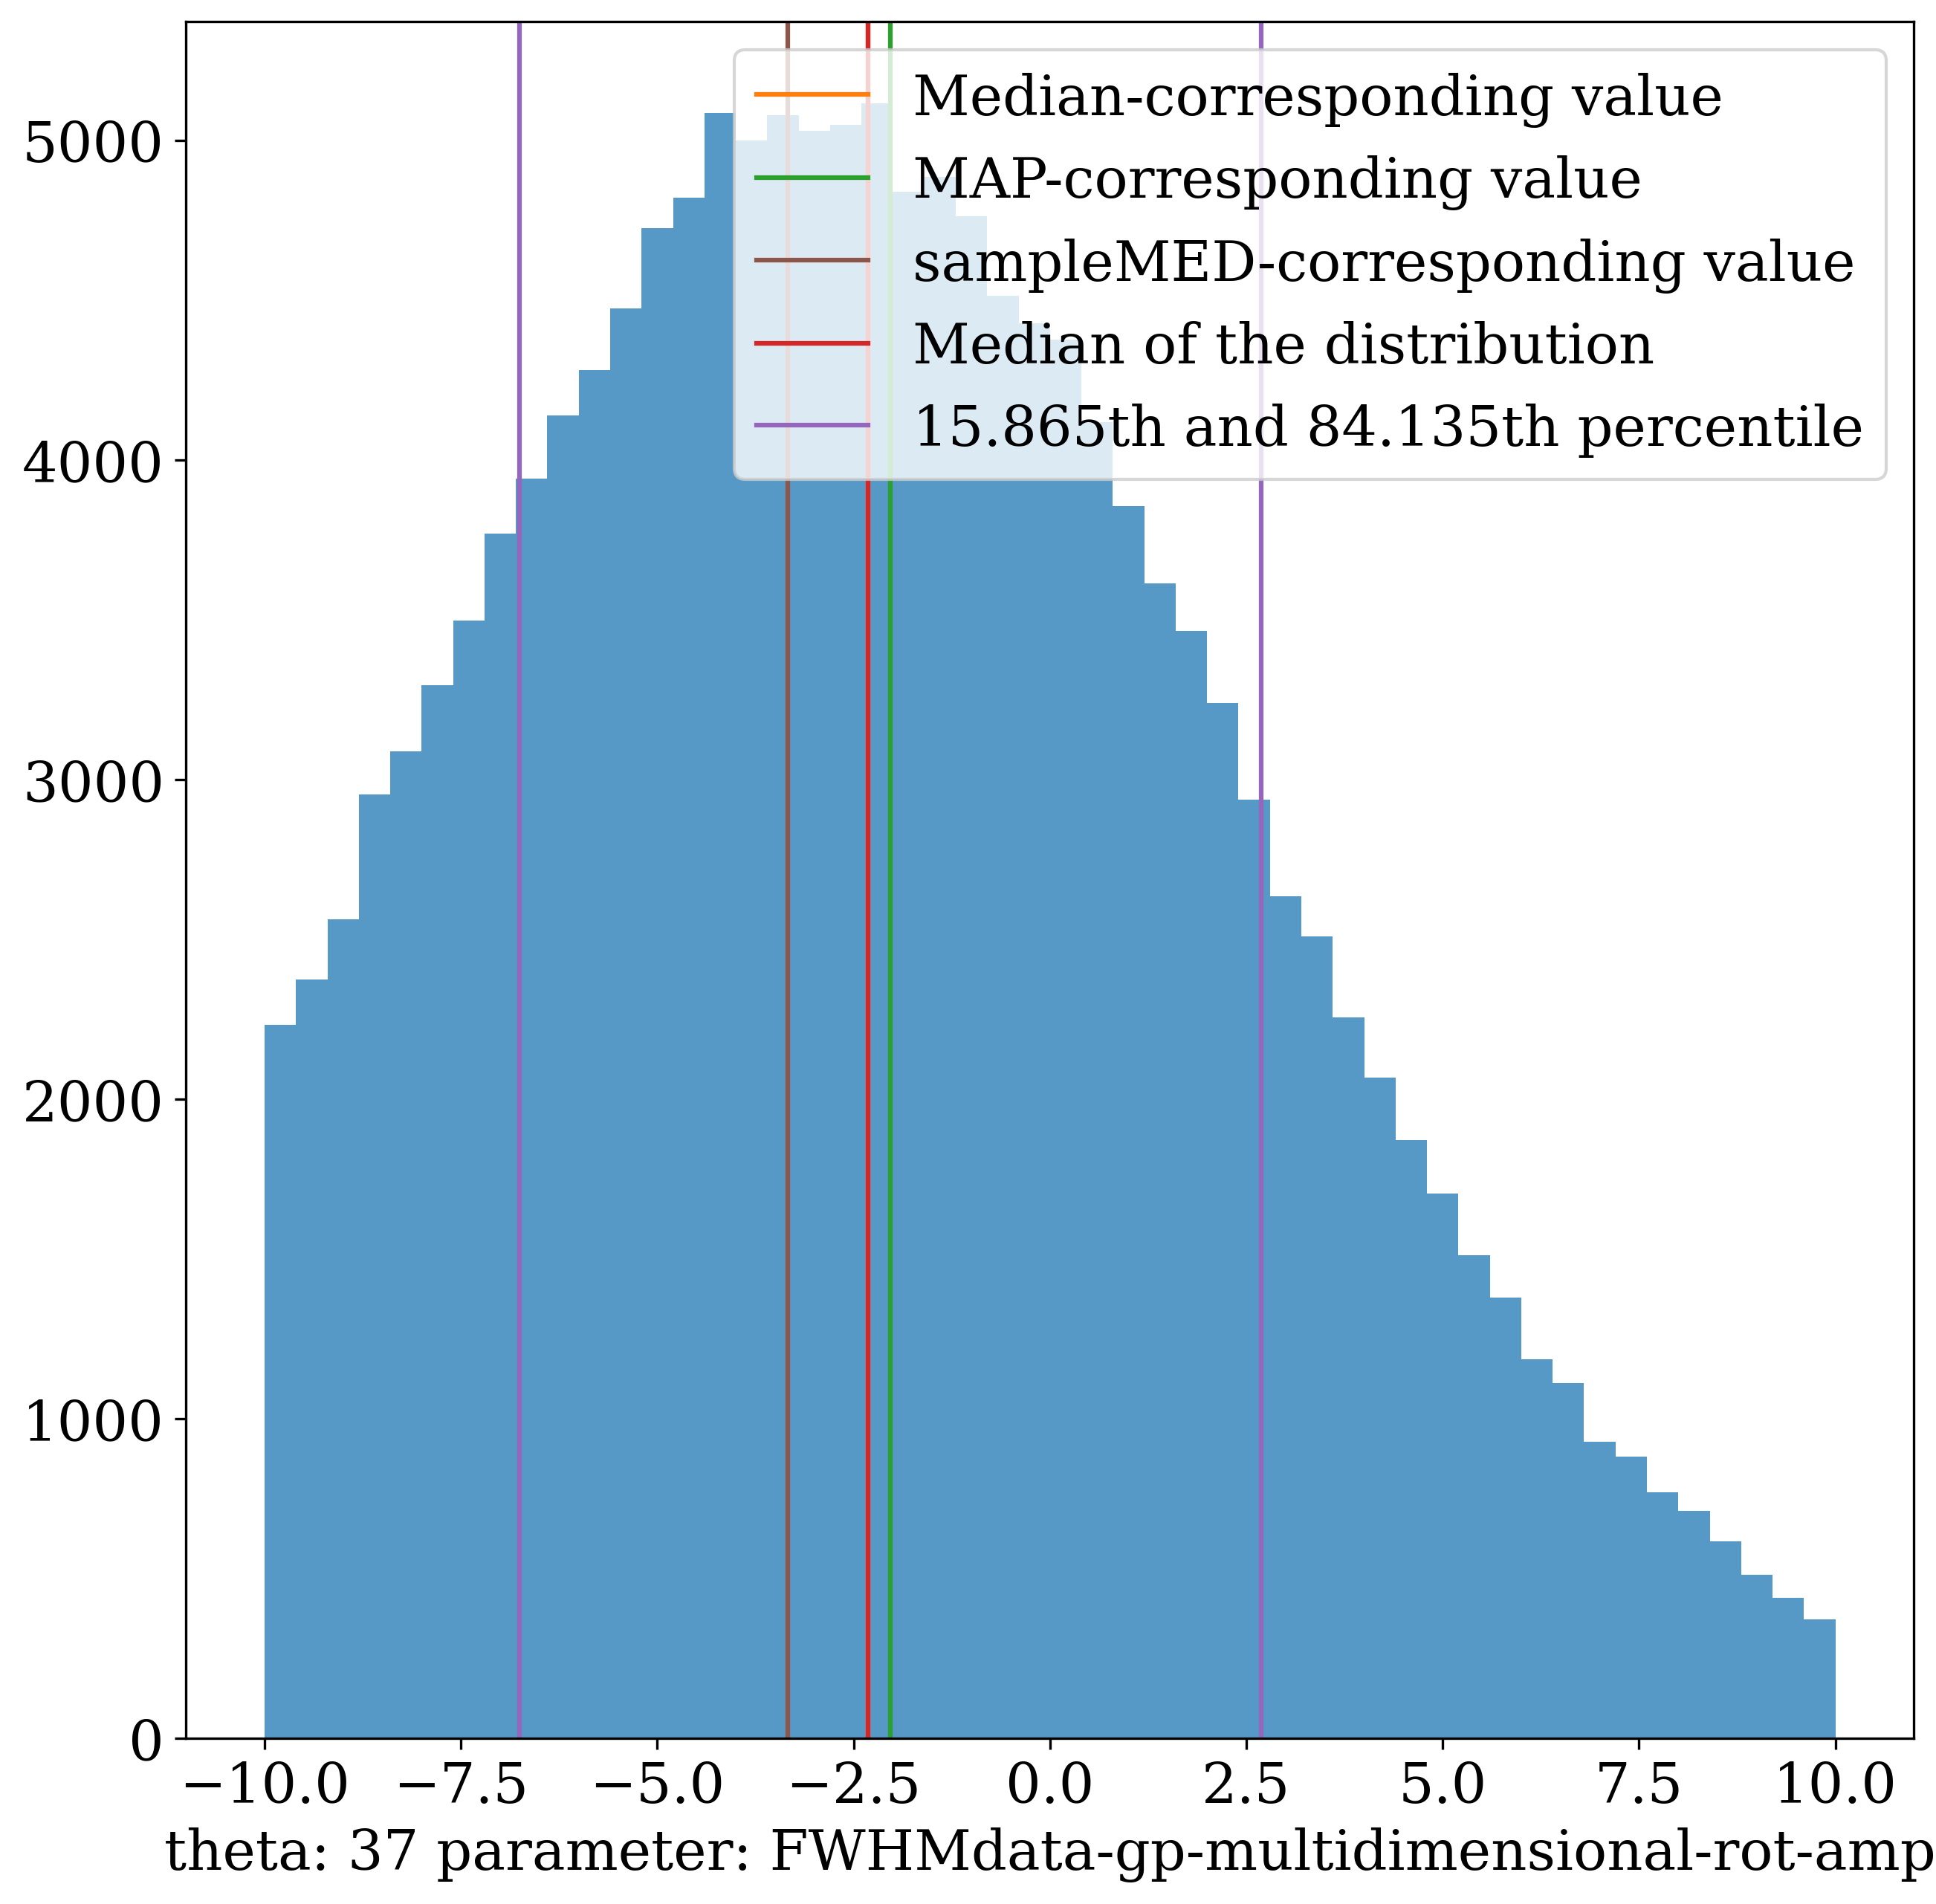 Median-corresponding value
MAP-corresponding value
sampleMED-corresponding value
Median of the distribution
15.865th and 84.135th percentile
5000
4000
3000
2000
1000
0
−10.0 −7.5 −5.0 −2.5 0.0 2.5 5.0 7.5 10.0
theta: 37 parameter: FWHMdata-gp-multidimensional-rot-amp